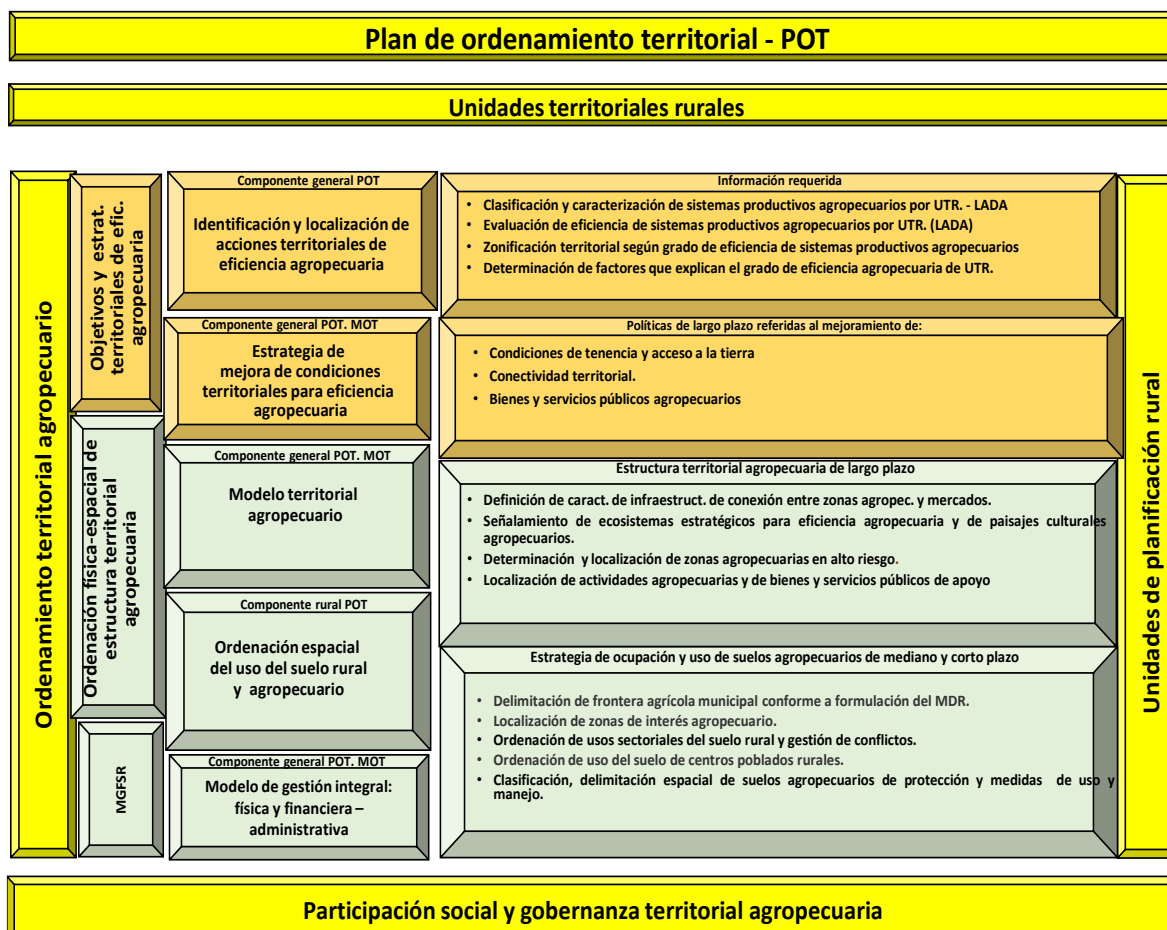 Plan de ordenamiento territorial - POT
Unidades territoriales rurales
Ordenamiento territorial agropecuario
Objetivos y estrat.
territoriales de efic.
agropecuaria
Componente general POT
Identificación y localización de
acciones territoriales de
eficiencia agropecuaria
Información requerida
• Clasificación y caracterización de sistemas productivos agropecuarios por UTR. - LADA
• Evaluación de eficiencia de sistemas productivos agropecuarios por UTR. (LADA)
• Zonificación territorial según grado de eficiencia de sistemas productivos agropecuarios
• Determinación de factores que explican el grado de eficiencia agropecuaria de UTR.
Componente general POT. MOT
Estrategia de
mejora de condiciones
territoriales para eficiencia
agropecuaria
Políticas de largo plazo referidas al mejoramiento de:
• Condiciones de tenencia y acceso a la tierra
• Conectividad territorial.
• Bienes y servicios públicos agropecuarios
Ordenación física-espacial de
estructura territorial
agropecuaria
Componente general POT. MOT
Modelo territorial
agropecuario
Estructura territorial agropecuaria de largo plazo
• Definición de caract. de infraestruct. de conexión entre zonas agropec. y mercados.
• Señalamiento de ecosistemas estratégicos para eficiencia agropecuaria y de paisajes culturales
agropecuarios.
• Determinación y localización de zonas agropecuarias en alto riesgo.
• Localización de actividades agropecuarias y de bienes y servicios públicos de apoyo
Componente rural POT
Ordenación espacial
del uso del suelo rural
y agropecuario
Estrategia de ocupación y uso de suelos agropecuarios de mediano y corto plazo
• Delimitación de frontera agrícola municipal conforme a formulación del MDR.
• Localización de zonas de interés agropecuario.
• Ordenación de usos sectoriales del suelo rural y gestión de conflictos.
• Ordenación de uso del suelo de centros poblados rurales.
• Clasificación, delimitación espacial de suelos agropecuarios de protección y medidas de uso y
manejo.
MGFSR
Componente general POT. MOT
Modelo de gestión integral:
física y financiera –
administrativa
Unidades de planificación rural
Participación social y gobernanza territorial agropecuaria